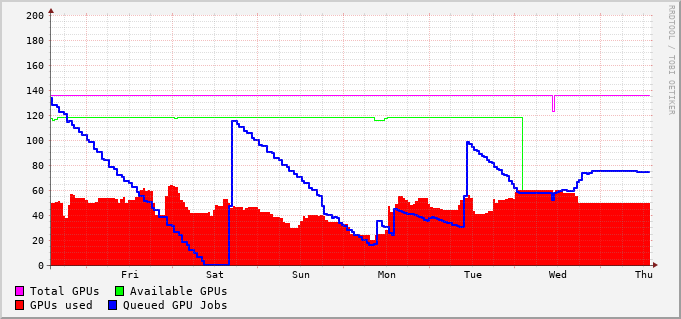 200
180
160
140
120
100
80
60
40
20
0
Fri Sat Sun Mon Tue Wed Thu
RRDTOOL / TOBI OETIKER
Total GPUs Available GPUs
GPUs used Queued GPU Jobs